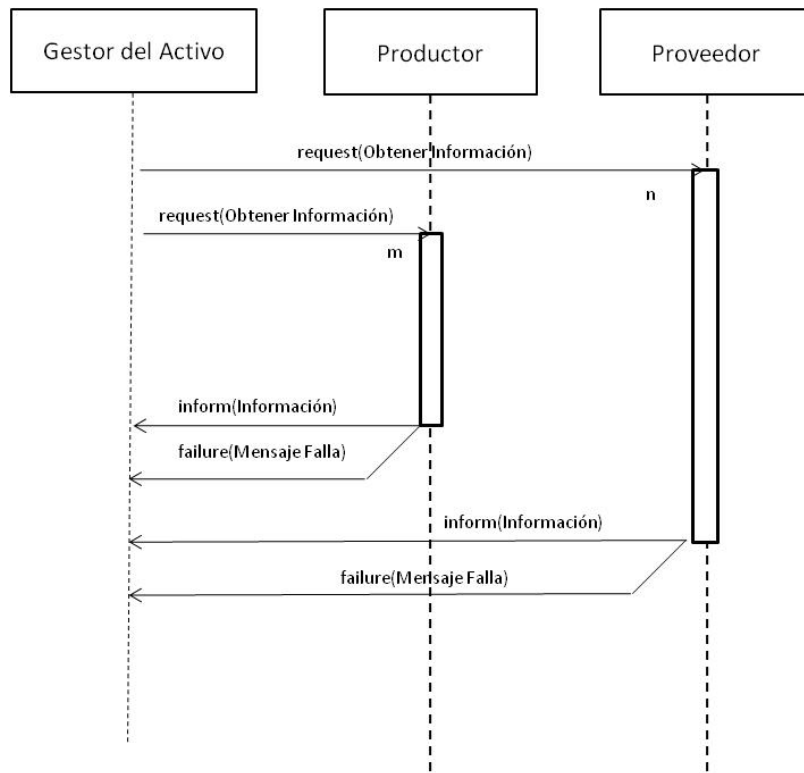 Gestor del Activo
Productor
Proveedor
request(Obtener Información)
n
request(Obtener Información)
m
inform(Información)
failure(Mensaje Falla)
inform(Información)
failure(Mensaje Falla)